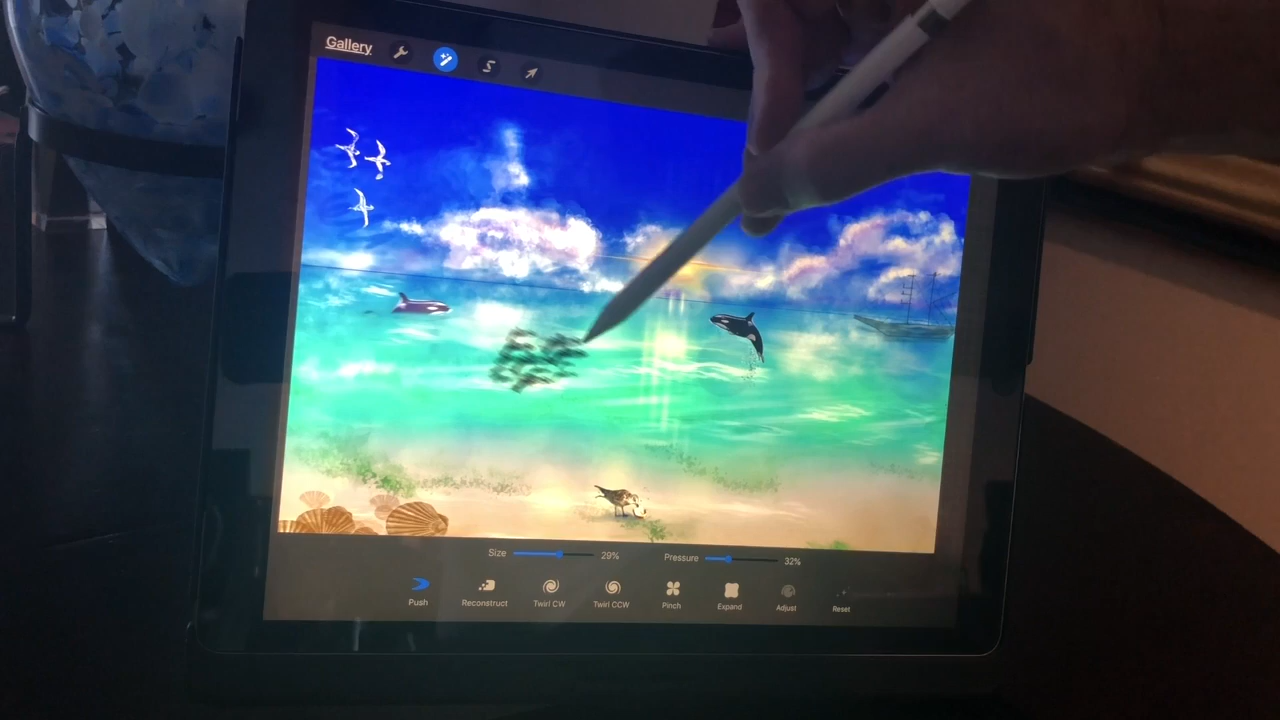 Gallery
Size 29% Pressure 32%
Push Reconstruct Twirl CW Twirl CCW Pinch Expand Adjust Reset